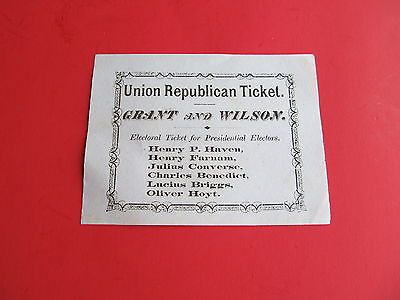 Union Republican Ticket.
GRANT AND WILSON.
Electoral Ticket for Presidential Electors.
Henry P. Haven,
Henry Farnam,
Julius Converse,
Charles Benedict,
Lucius Briggs,
Oliver Hoyt.